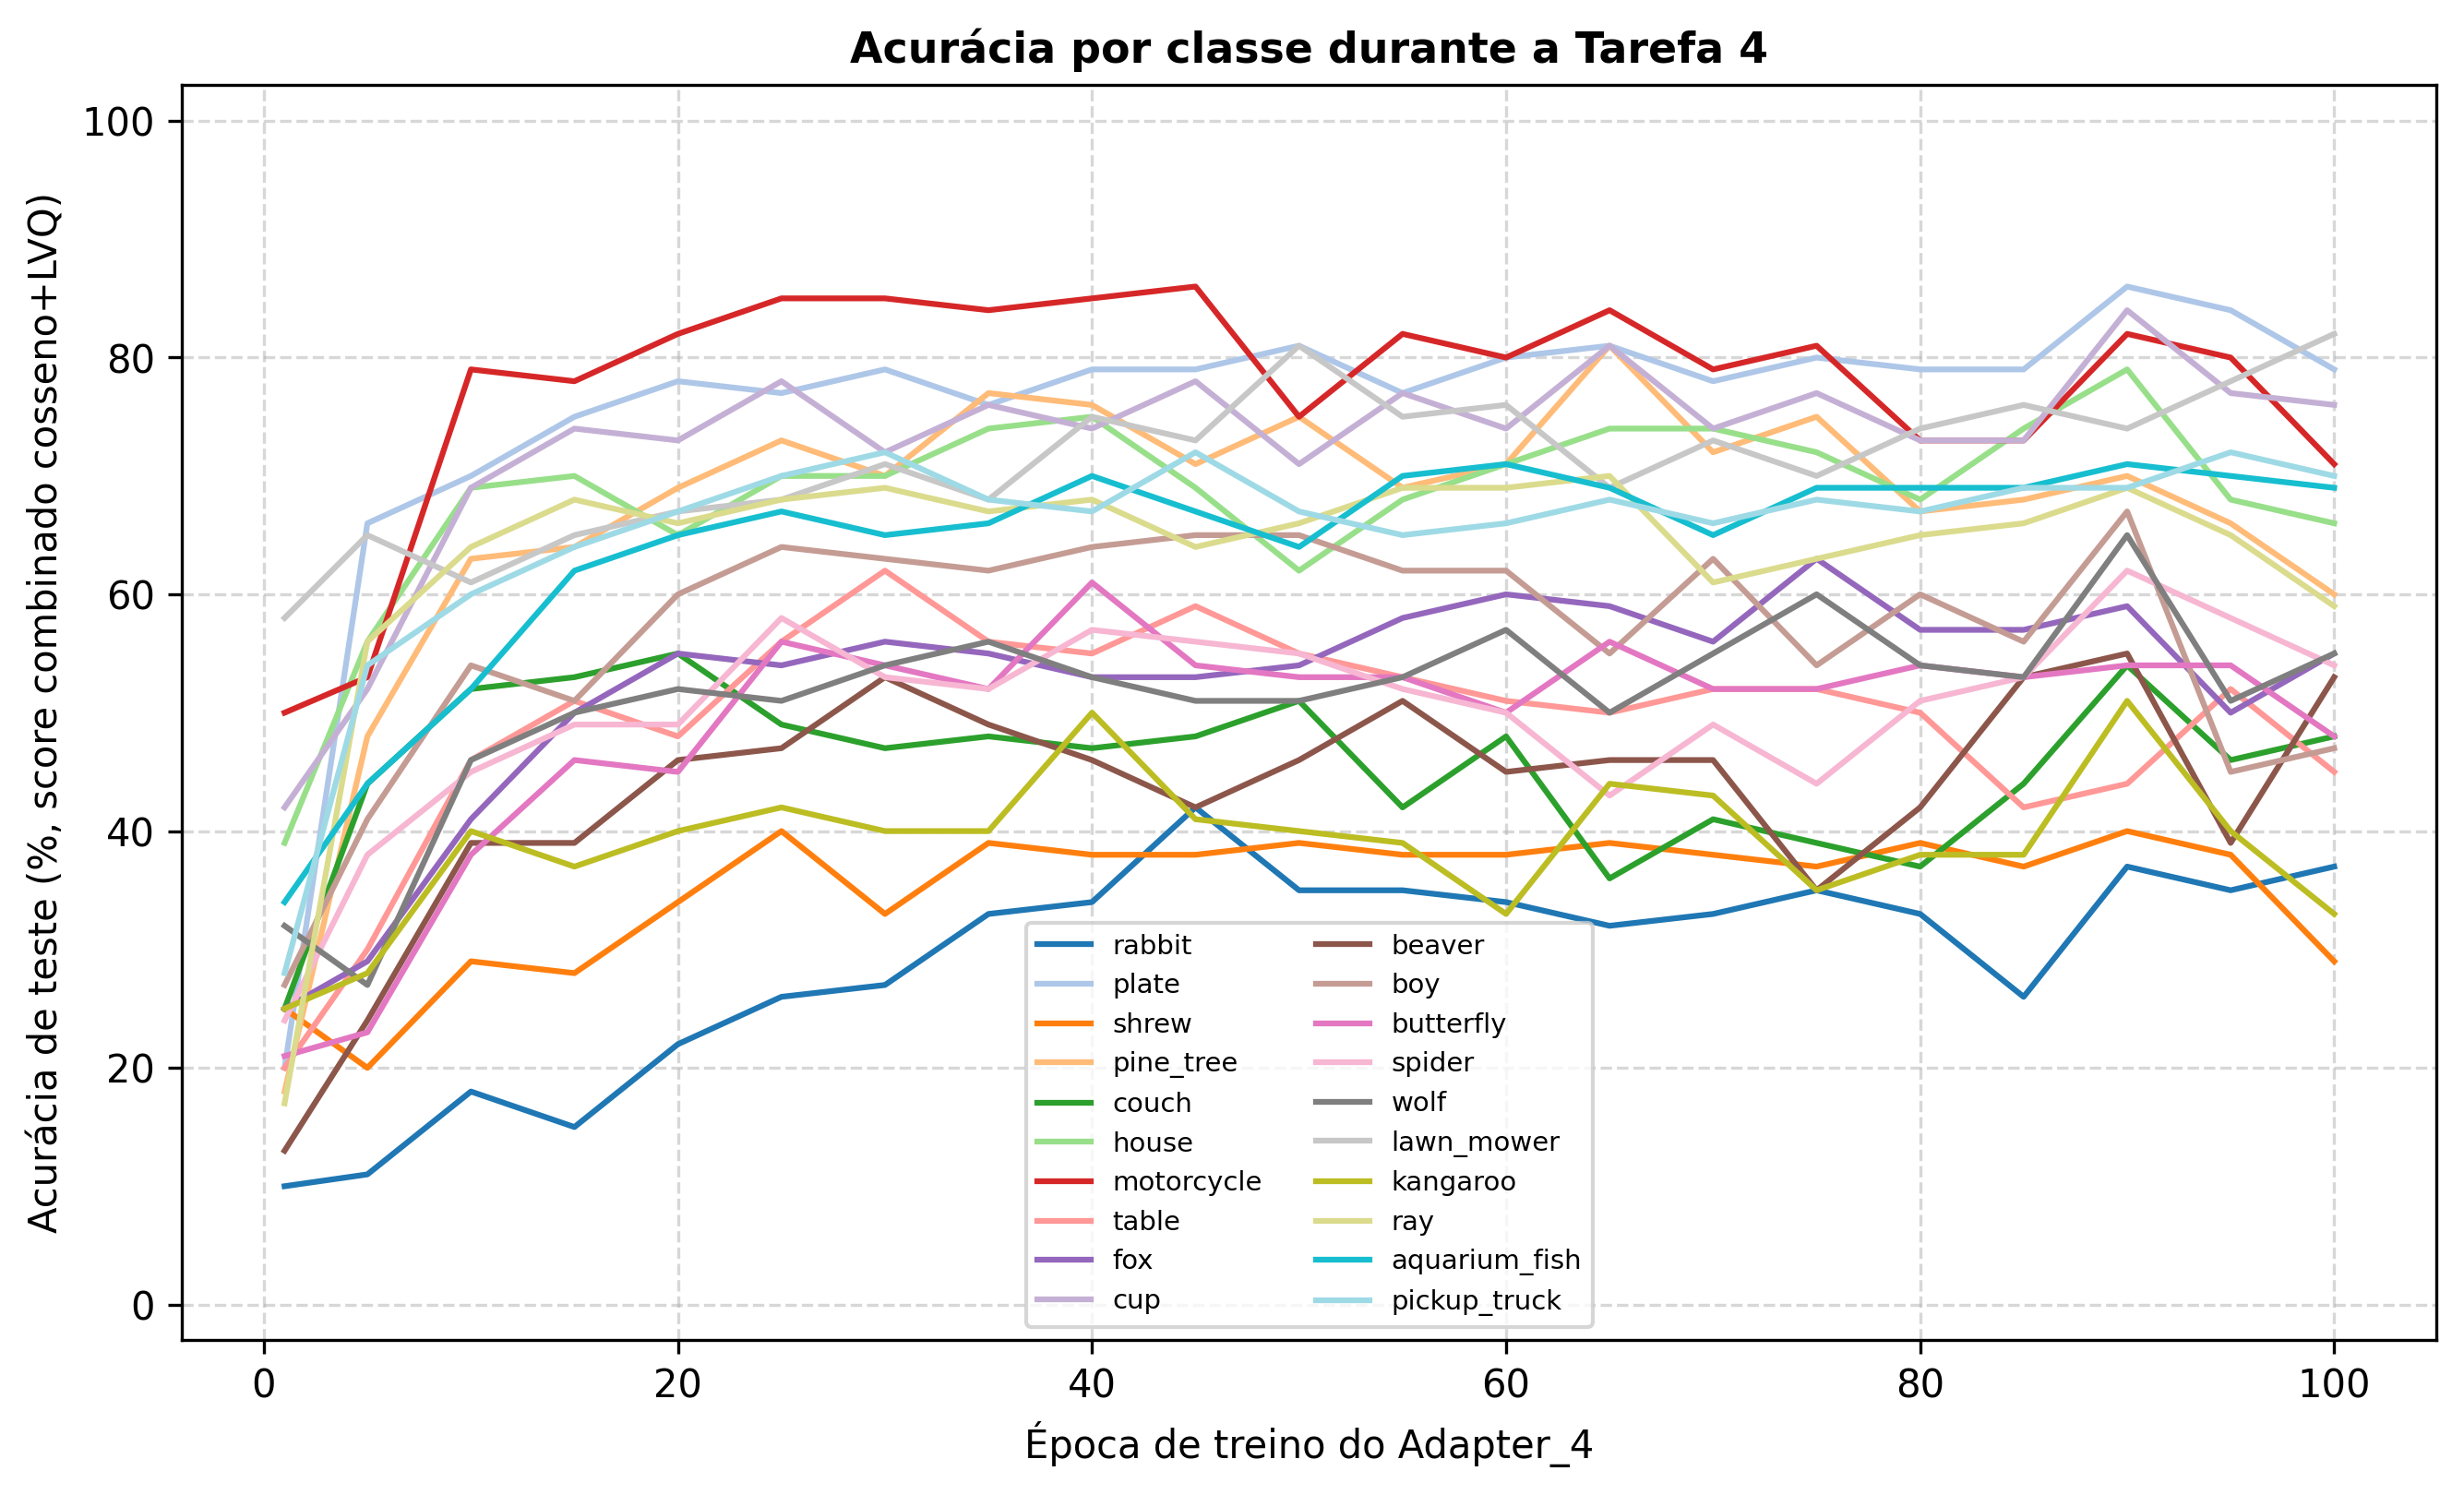 Acurácia por classe durante a Tarefa 4
Acurácia de teste (%, score combinado cosseno+LVQ)
100
80
60
40
20
0
rabbit
plate
shrew
pine_tree
couch
house
motorcycle
table
fox
cup
beaver
boy
butterfly
spider
wolf
lawn_mower
kangaroo
ray
aquarium_fish
pickup_truck
0 20 40 60 80 100
Época de treino do Adapter_4